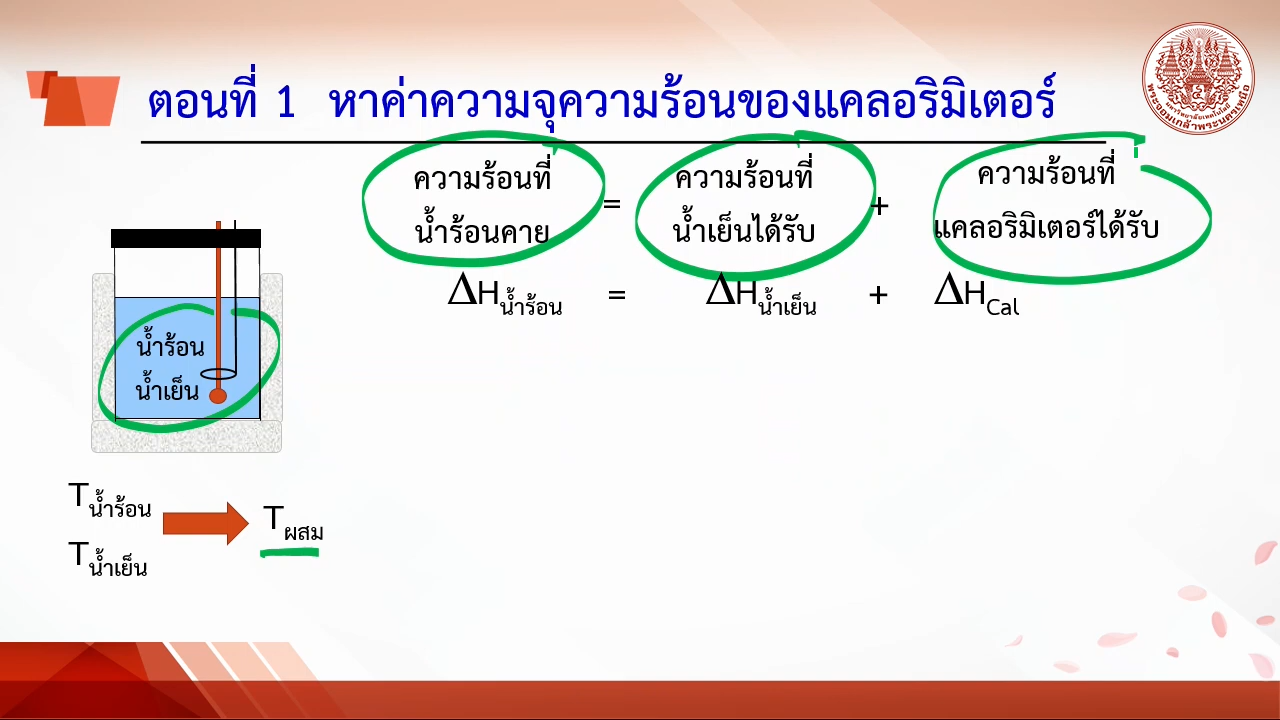 ตอนที่ 1 หาค่าความจุความร้อนของแคลอริมิเตอร์
ความร้อนที่
น้ำร้อนคาย
=
ความร้อนที่
น้ำเย็นได้รับ
+
ความร้อนที่
แคลอริมิเตอร์ได้รับ
ΔHน้ำร้อน = ΔHน้ำเย็น + ΔHCal
น้ำร้อน
น้ำเย็น
Tน้ำร้อน
Tน้ำเย็น
Tผสม